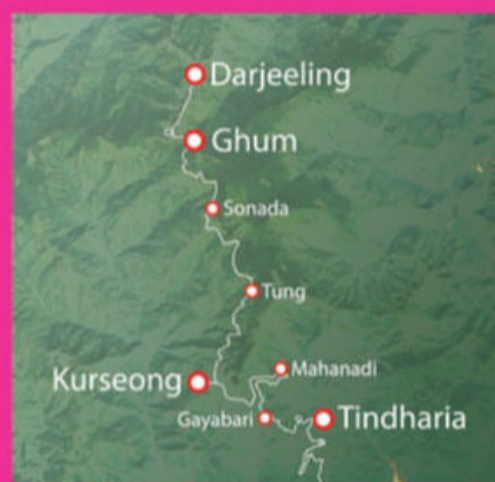 Darjeeling
Ghum
Sonada
Tung
Mahanadi
Kurseong
Gayabari
Tindharia